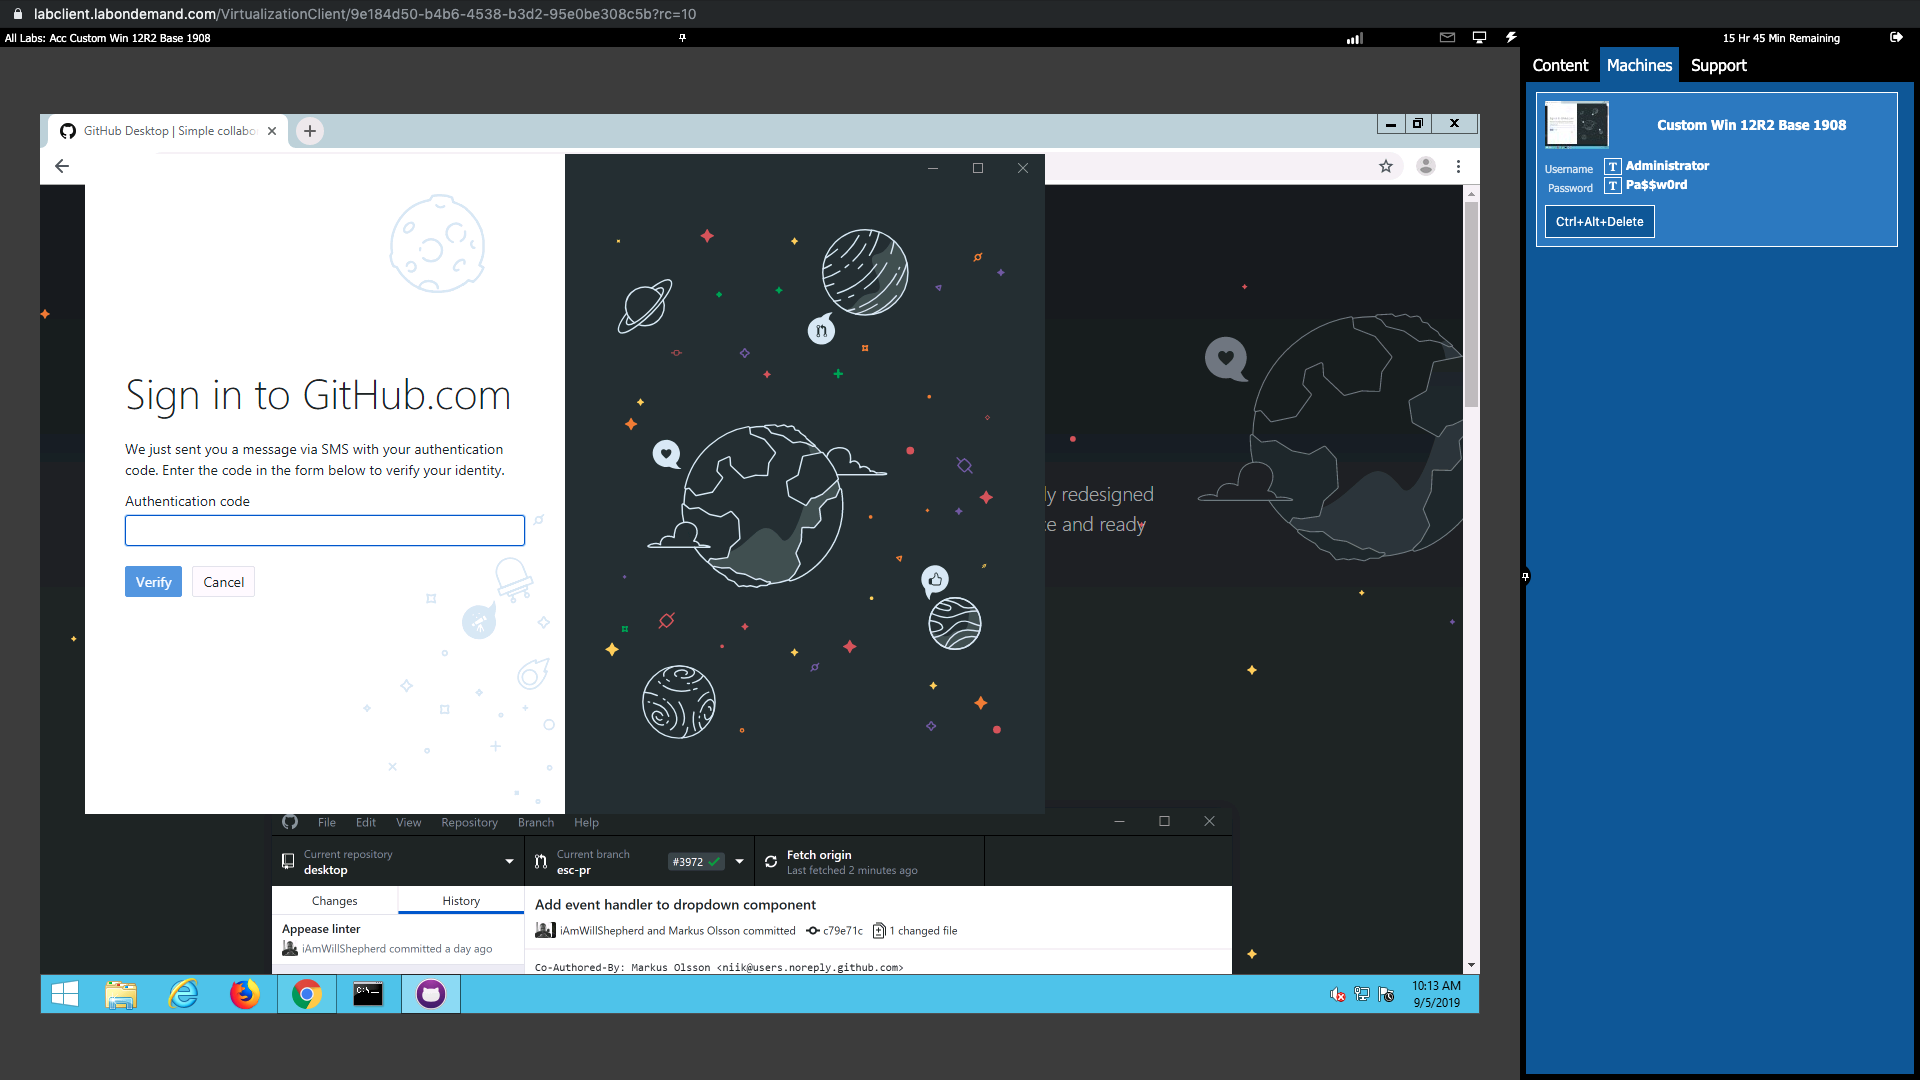 labclient.labondemand.com/VirtualizationClient/9e184d50-b4b6-4538-b3d2-95e0be308c5b?rc=10
All Labs: Acc Custom Win 12R2 Base 1908
15 Hr 45 Min Remaining
Content Machines Support
Custom Win 12R2 Base 1908
Username T Administrator
Password T Pa$$w0rd
Ctrl+Alt+Delete
GitHub Desktop | Simple collabo
Sign in to GitHub.com
We just sent you a message via SMS with your authentication
code. Enter the code in the form below to verify your identity.
Authentication code
Verify Cancel
ly redesigned
ce and ready
File Edit View Repository Branch Help
Current repository
desktop
Current branch
esc-pr
#3972
Fetch origin
Last fetched 2 minutes ago
Changes History
Appease linter
iAmWillShepherd committed a day ago
Add event handler to dropdown component
iAmWillShepherd and Markus Olsson committed c79e71c 1 changed file
Co-Authored-By: Markus Olsson <niik@users.noreply.github.com>
10:13 AM
9/5/2019